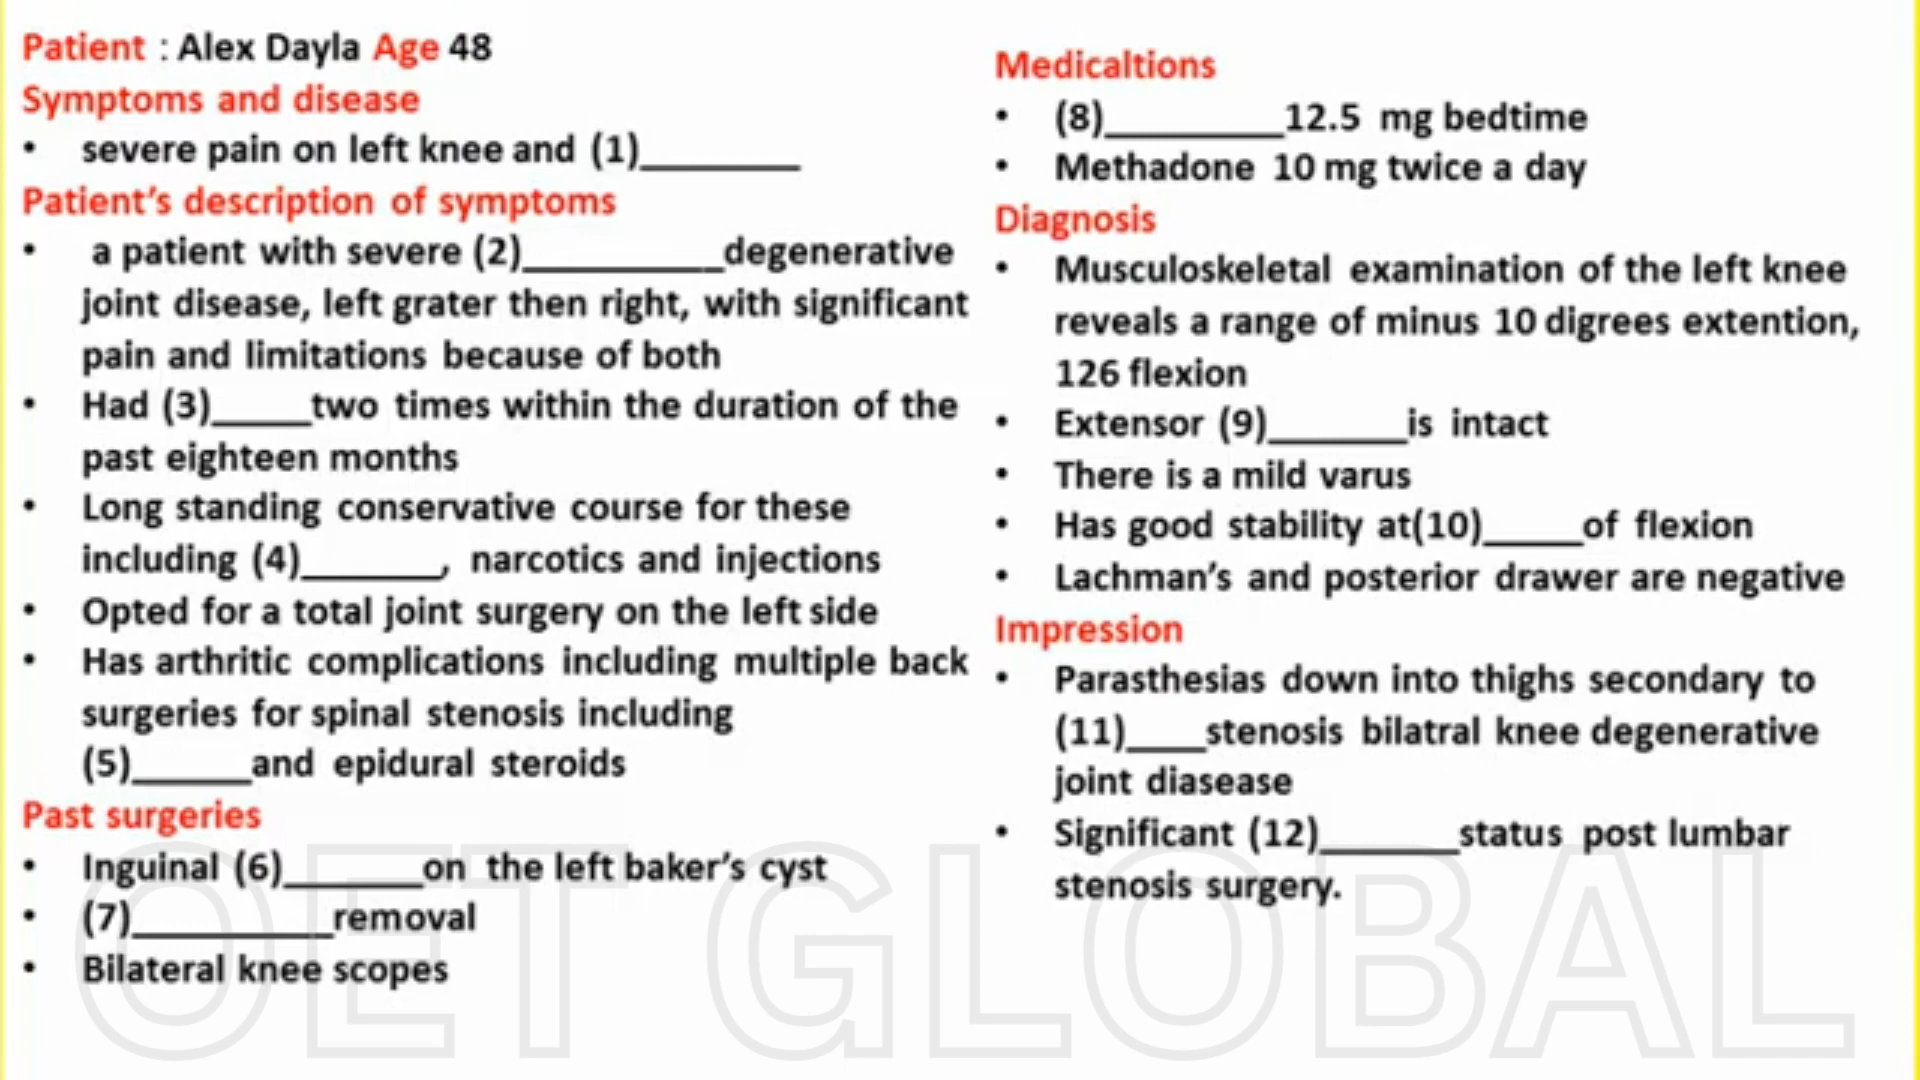 Patient : Alex Dayla Age 48
Symptoms and disease
• severe pain on left knee and (1)________
Patient's description of symptoms
• a patient with severe (2)__________degenerative
joint disease, left grater then right, with significant
pain and limitations because of both
• Had (3)_____two times within the duration of the
past eighteen months
• Long standing conservative course for these
including (4)_______, narcotics and injections
• Opted for a total joint surgery on the left side
• Has arthritic complications including multiple back
surgeries for spinal stenosis including
(5)______and epidural steroids
Past surgeries
• Inguinal (6)_______on the left baker's cyst
• (7)__________removal
• Bilateral knee scopes
Medicaltions
• (8)_________12.5 mg bedtime
• Methadone 10 mg twice a day
Diagnosis
• Musculoskeletal examination of the left knee
reveals a range of minus 10 digrees extention,
126 flexion
• Extensor (9)_______is intact
• There is a mild varus
• Has good stability at(10)_____of flexion
• Lachman's and posterior drawer are negative
Impression
• Parasthesias down into thighs secondary to
(11)____stenosis bilatral knee degenerative
joint diasease
• Significant (12)_______status post lumbar
stenosis surgery.
OET GLOBAL